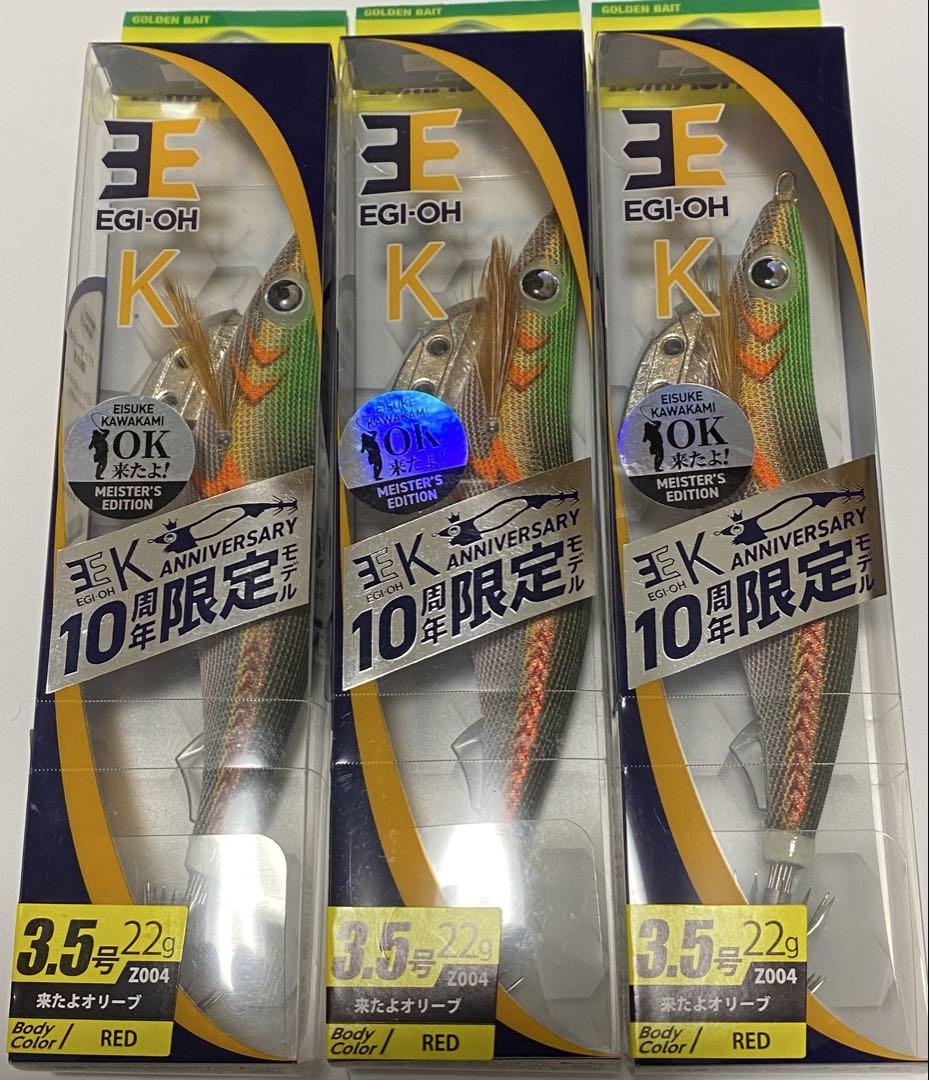 GOLDEN BAIT
EGI-OH
K
EISUKE
KAWAKAMI
OK
来たよ!
MEISTER'S
EDITION
EGI-OH K ANNIVERSARY
10周年限定モデル
3.5号 22g
Z004
来たよオリーブ
Body Color / RED
GOLDEN BAIT
EGI-OH
K
EISUKE
KAWAKAMI
OK
来たよ!
MEISTER'S
EDITION
EGI-OH K ANNIVERSARY
10周年限定モデル
3.5号 22g
Z004
来たよオリーブ
Body Color / RED
GOLDEN BAIT
EGI-OH
K
EISUKE
KAWAKAMI
OK
来たよ!
MEISTER'S
EDITION
EGI-OH K ANNIVERSARY
10周年限定モデル
3.5号 22g
Z004
来たよオリーブ
Body Color / RED